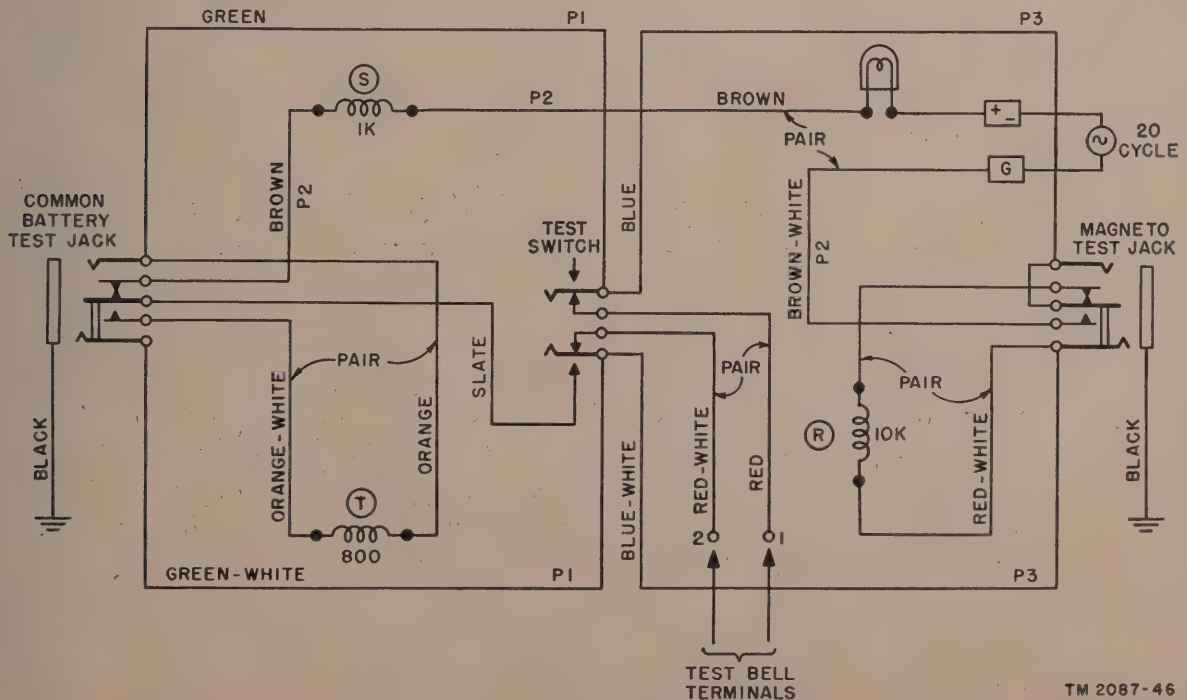 GREEN
P1
P3
S
1K
P2
BROWN
PAIR
+ -
20
CYCLE
G
COMMON
BATTERY
TEST JACK
BROWN
P2
TEST
SWITCH
BLUE
BROWN-WHITE
P2
MAGNETO
TEST JACK
PAIR
SLATE
PAIR
PAIR
BLACK
ORANGE-WHITE
ORANGE
RED-WHITE
RED
R
10K
RED-WHITE
BLACK
T
800
BLUE-WHITE
2
1
GREEN-WHITE
P1
P3
TEST BELL
TERMINALS
TM 2087-46